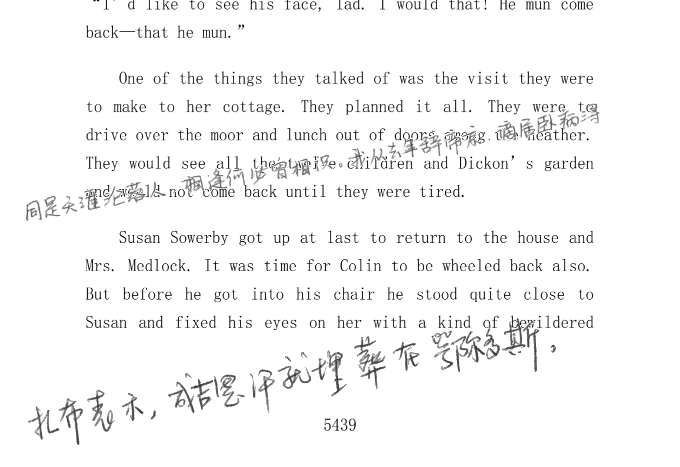 “I’d like to see his face, lad. I would that! He mun come
back—that he mun.”
One of the things they talked of was the visit they were
to make to her cottage. They planned it all. They were to
drive over the moor and lunch out of doors among the heather.
They would see all the twelve children and Dickon’s garden
and would not come back until they were tired.
同是天涯沦落人，相逢何必曾相识。我从去年辞帝京，谪居卧病浔
Susan Sowerby got up at last to return to the house and
Mrs. Medlock. It was time for Colin to be wheeled back also.
But before he got into his chair he stood quite close to
Susan and fixed his eyes on her with a kind of bewildered
扎布表示，成吉思汗就埋葬在鄂尔多斯。
5439